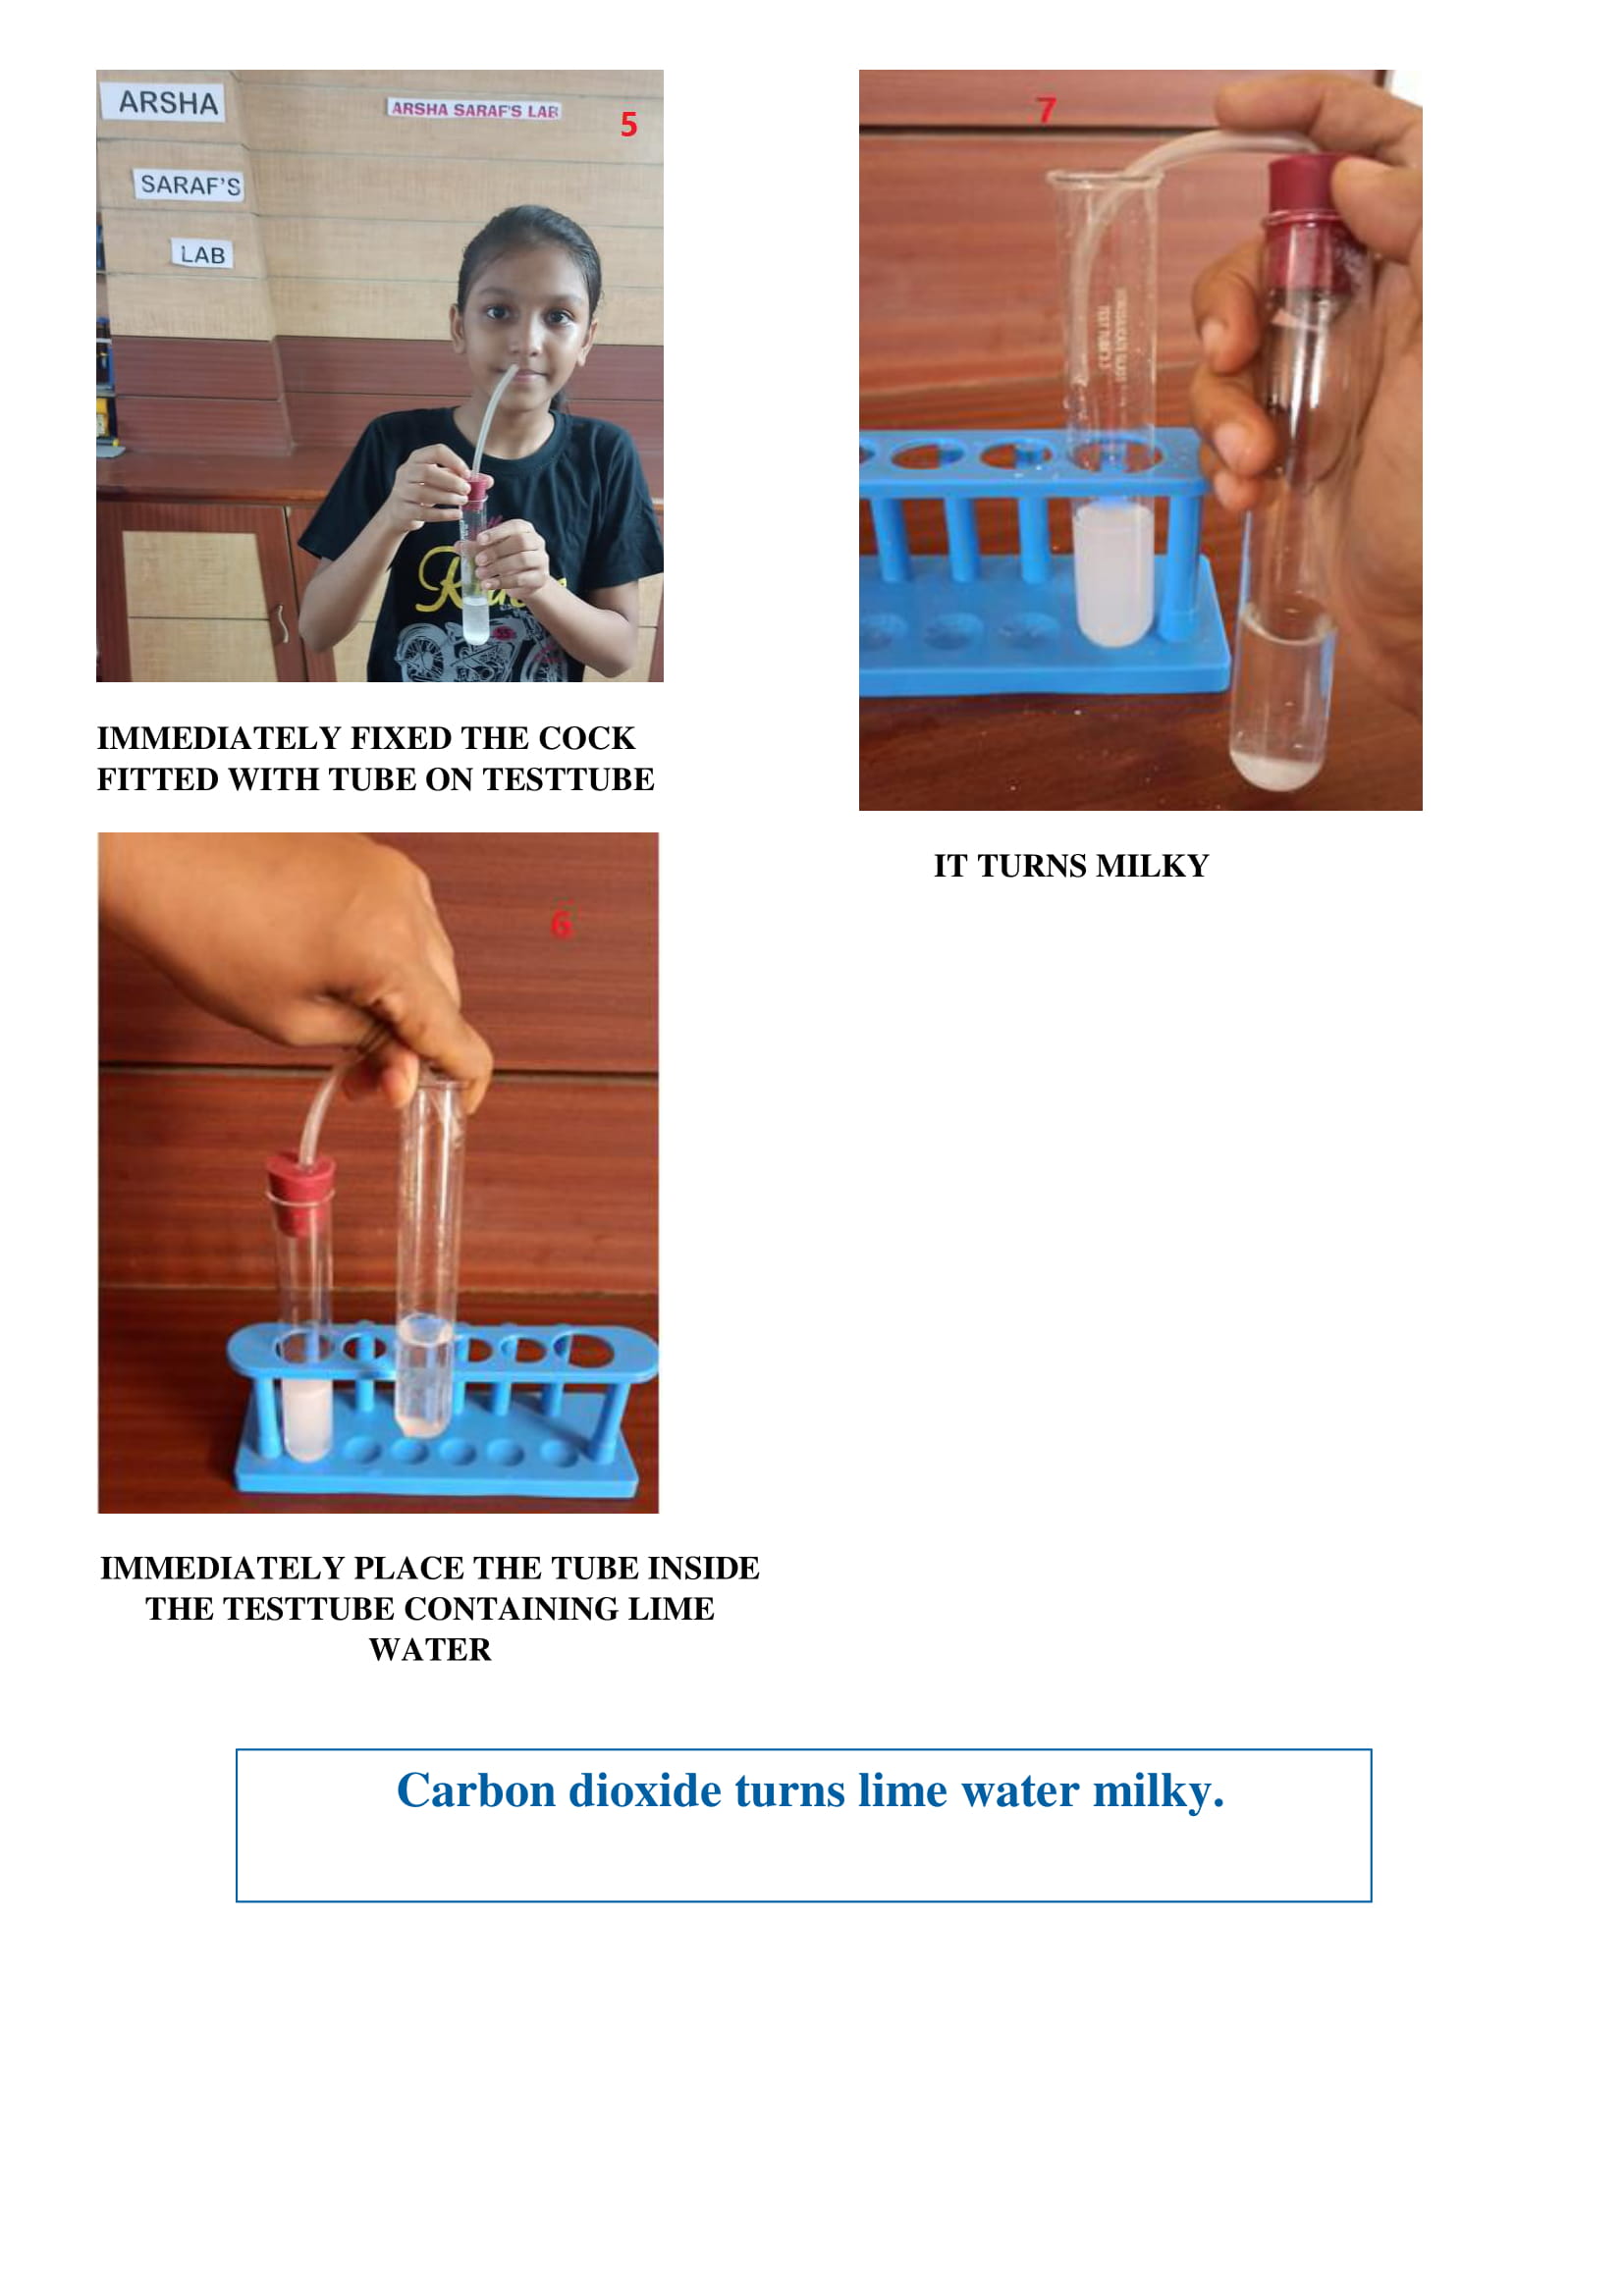 ARSHA
SARAF'S
LAB
ARSHA SARAF'S LAB
5
IMMEDIATELY FIXED THE COCK
FITTED WITH TUBE ON TESTTUBE
7
IT TURNS MILKY
6
IMMEDIATELY PLACE THE TUBE INSIDE
THE TESTTUBE CONTAINING LIME
WATER
Carbon dioxide turns lime water milky.